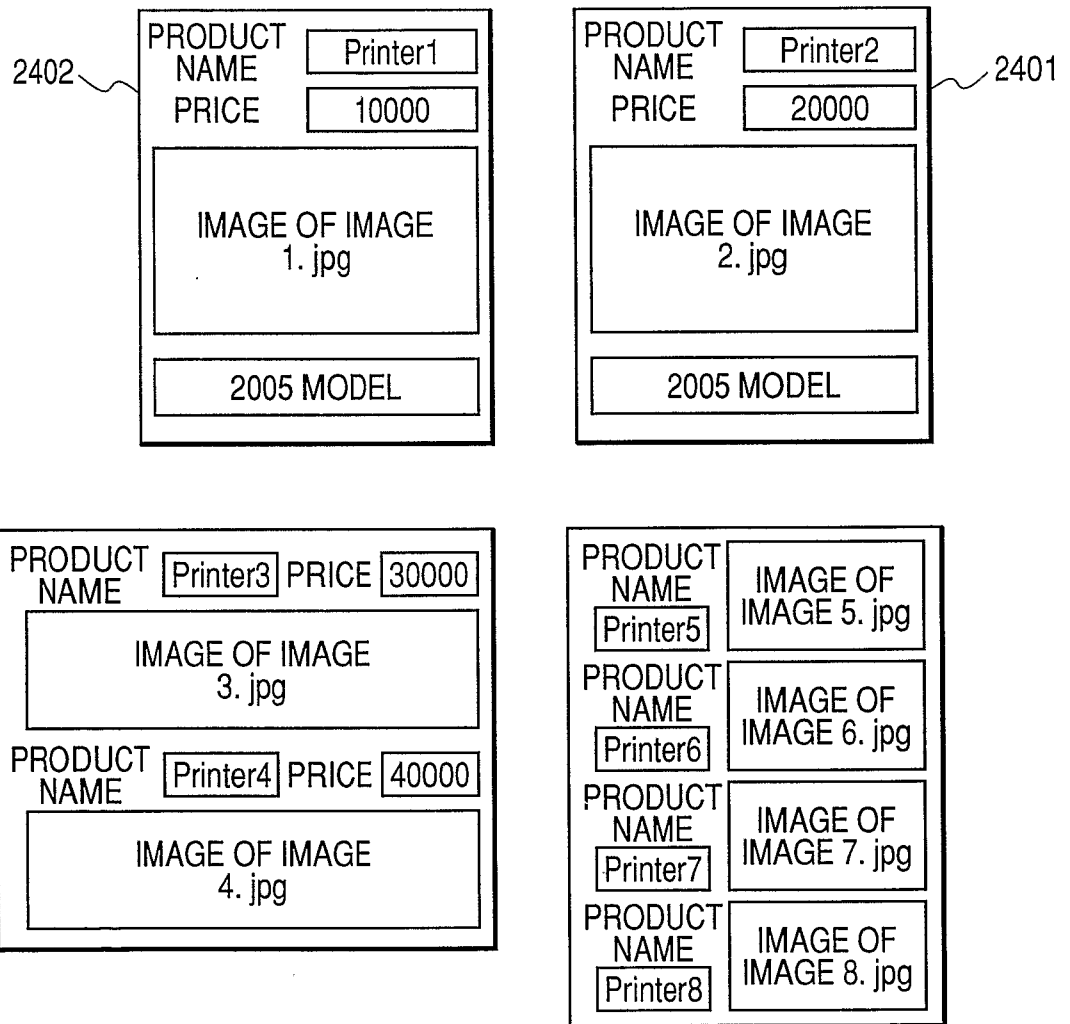 2402
PRODUCT
NAME
Printer1
PRICE
10000
IMAGE OF IMAGE
1. jpg
2005 MODEL
2401
PRODUCT
NAME
Printer2
PRICE
20000
IMAGE OF IMAGE
2. jpg
2005 MODEL
PRODUCT
NAME
Printer3
PRICE
30000
IMAGE OF IMAGE
3. jpg
PRODUCT
NAME
Printer4
PRICE
40000
IMAGE OF IMAGE
4. jpg
PRODUCT
NAME
Printer5
IMAGE OF
IMAGE 5. jpg
PRODUCT
NAME
Printer6
IMAGE OF
IMAGE 6. jpg
PRODUCT
NAME
Printer7
IMAGE OF
IMAGE 7. jpg
PRODUCT
NAME
Printer8
IMAGE OF
IMAGE 8. jpg